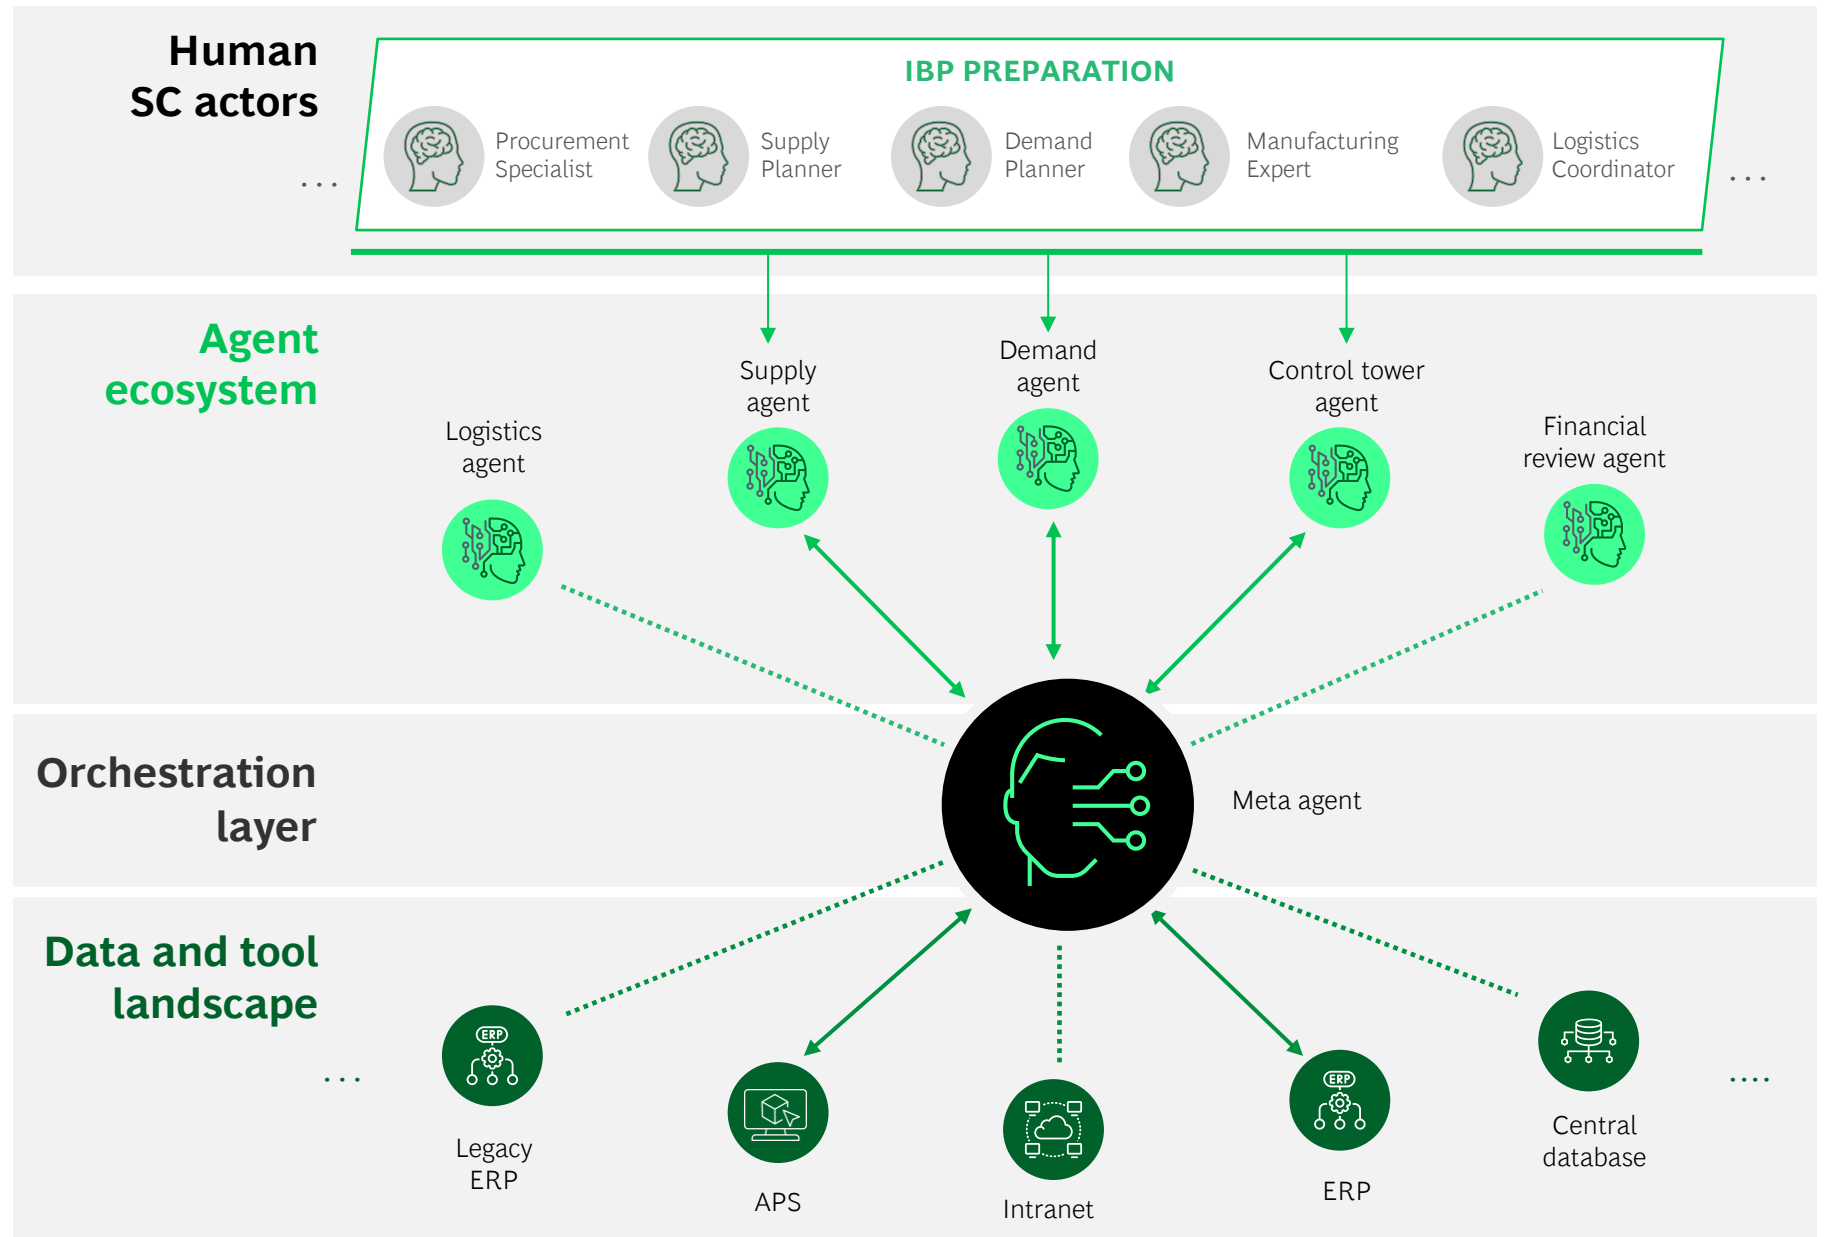 Human
SC actors
IBP PREPARATION
Procurement
Specialist
Supply
Planner
Demand
Planner
Manufacturing
Expert
Logistics
Coordinator
...
...
Agent
ecosystem
Logistics
agent
Supply
agent
Demand
agent
Control tower
agent
Financial
review agent
Orchestration
layer
Meta agent
Data and tool
landscape
...
ERP
Legacy
ERP
APS
Intranet
ERP
ERP
Central
database
....